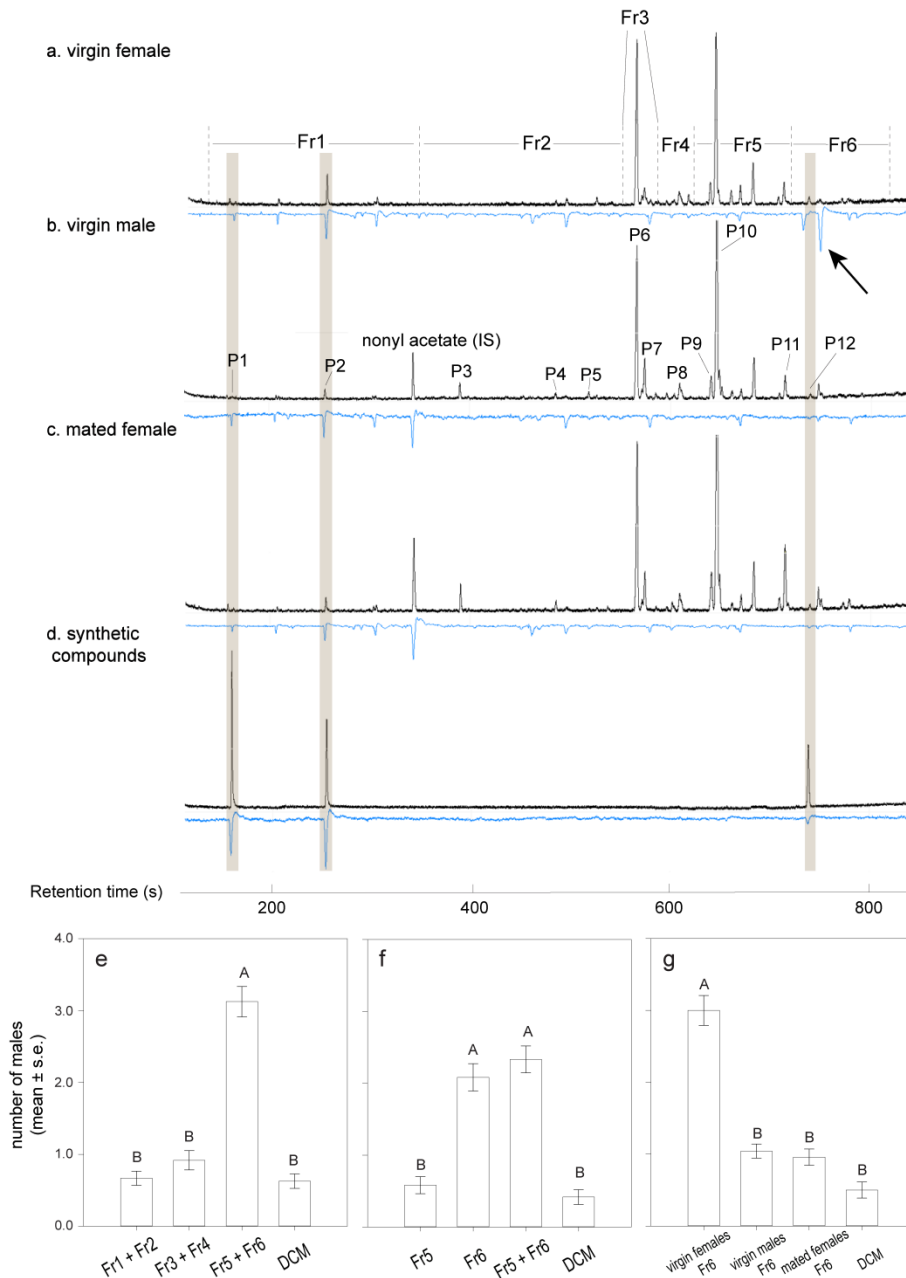 a. virgin female
Fr3
Fr1
Fr2
Fr4
Fr5
Fr6
b. virgin male
P1
P2
nonyl acetate (IS)
P3
P4
P5
P6
P7
P8
P9
P10
P11
P12
c. mated female
d. synthetic
compounds
Retention time (s)
200
400
600
800
number of males
(mean ± s.e.)
4.0
3.0
2.0
1.0
0.0
e
B
B
A
B
Fr1 + Fr2
Fr3 + Fr4
Fr5 + Fr6
DCM
f
B
A
A
B
Fr5
Fr6
Fr5 + Fr6
DCM
g
A
B
B
B
virgin females
Fr6
virgin males
Fr6
mated females
Fr6
DCM